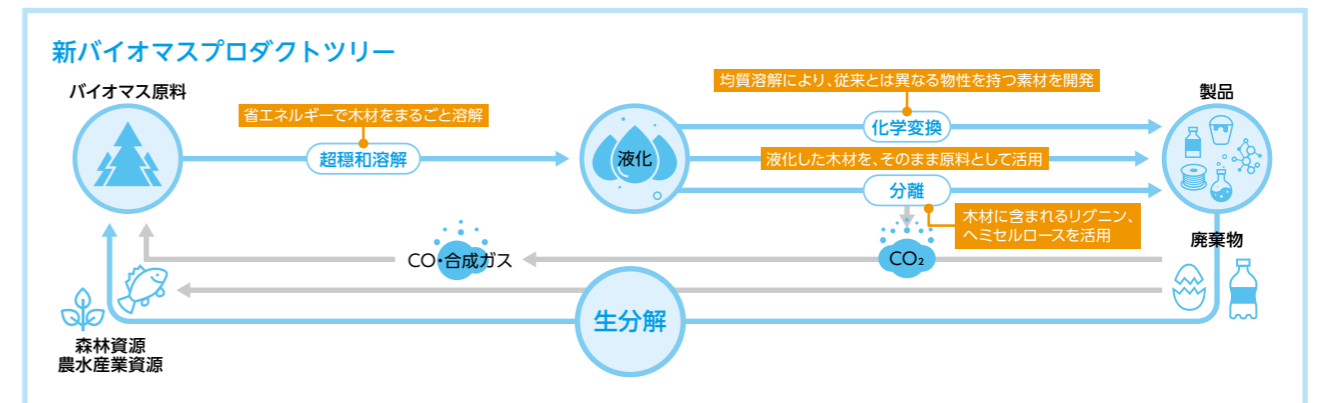 新バイオマスプロダクトツリー
バイオマス原料
省エネルギーで木材をまるごと溶解
超穏和溶解
液化
均質溶解により、従来とは異なる物性を持つ素材を開発
化学変換
液化した木材を、そのまま原料として活用
分離
木材に含まれるリグニン、
ヘミセルロースを活用
製品
廃棄物
CO₂
CO・合成ガス
生分解
森林資源
農水産業資源